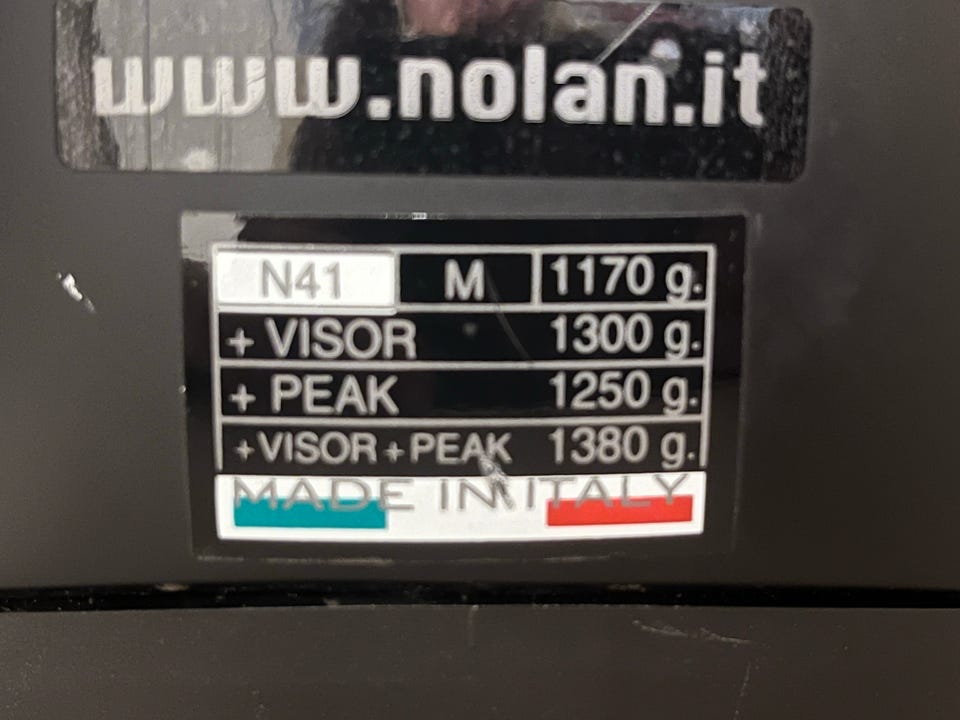 www.nolan.it
N41 M 1170 g.
+ VISOR 1300 g.
+ PEAK 1250 g.
+VISOR+PEAK 1380 g.
MADE IN ITALY